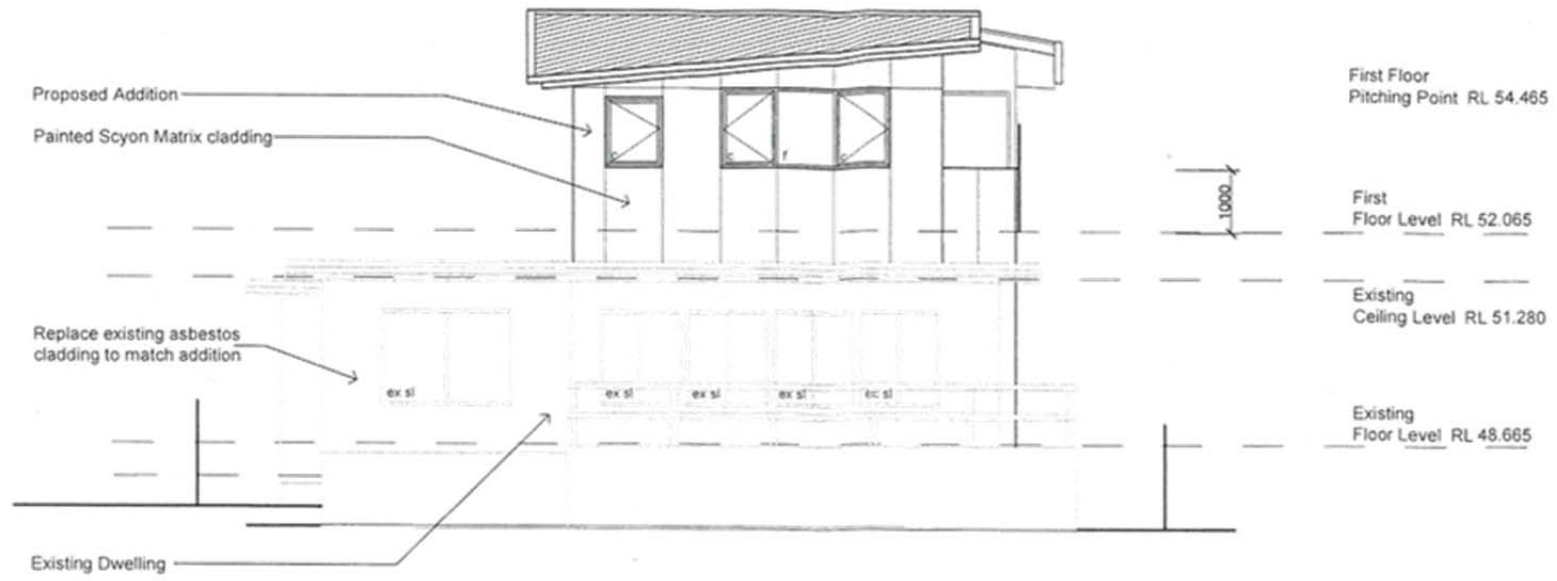 Proposed Addition
Painted Scyon Matrix cladding
Replace existing asbestos
cladding to match addition
Existing Dwelling
c
c
f
c
ex sl
ex sl
ex sl
ex sl
1000
First Floor
Pitching Point RL 54.465
First
Floor Level RL 52.065
Existing
Ceiling Level RL 51.280
Existing
Floor Level RL 48.665